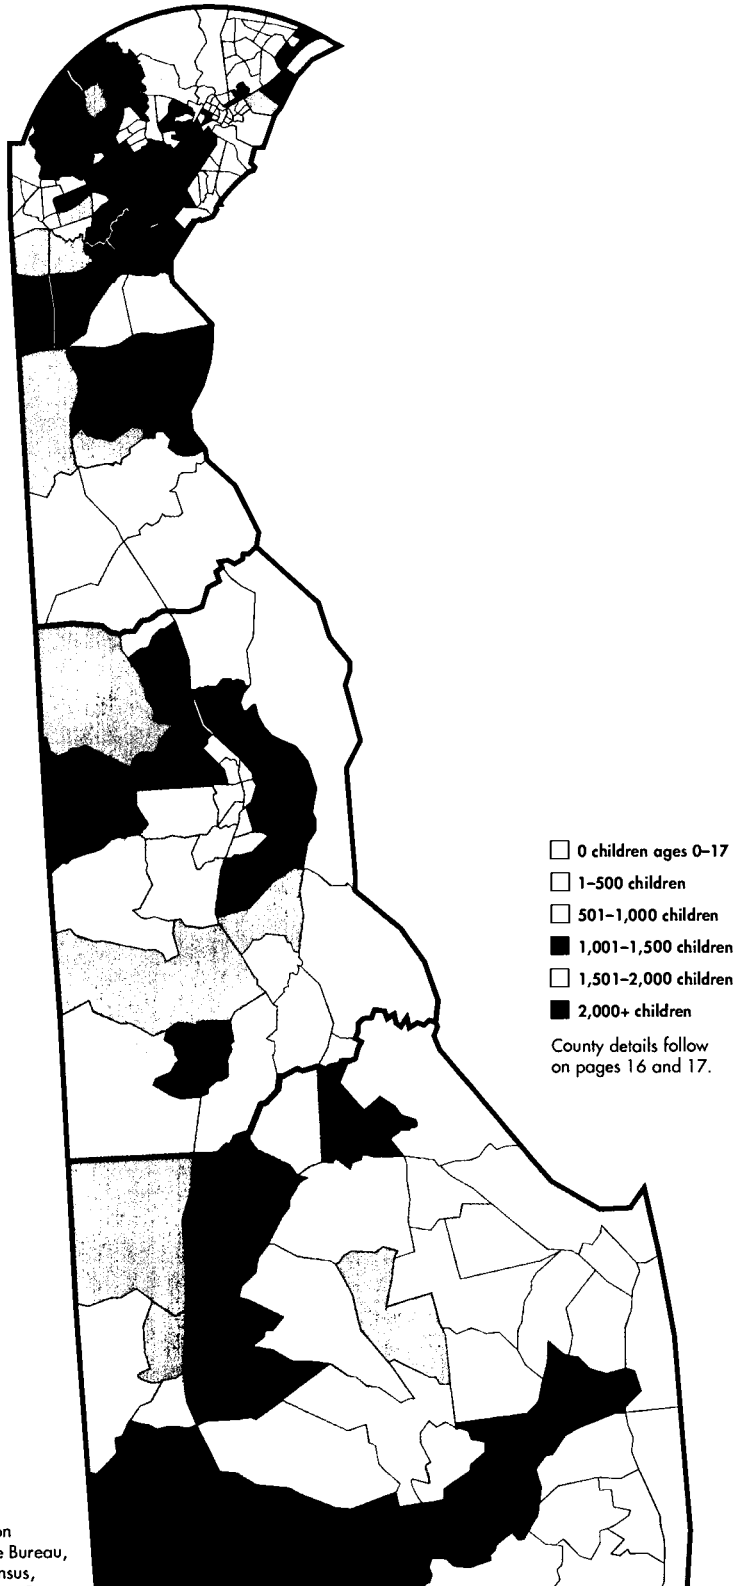 0 children ages 0–17
1–500 children
501–1,000 children
1,001–1,500 children
1,501–2,000 children
2,000+ children
County details follow
on pages 16 and 17.
on
Bureau,